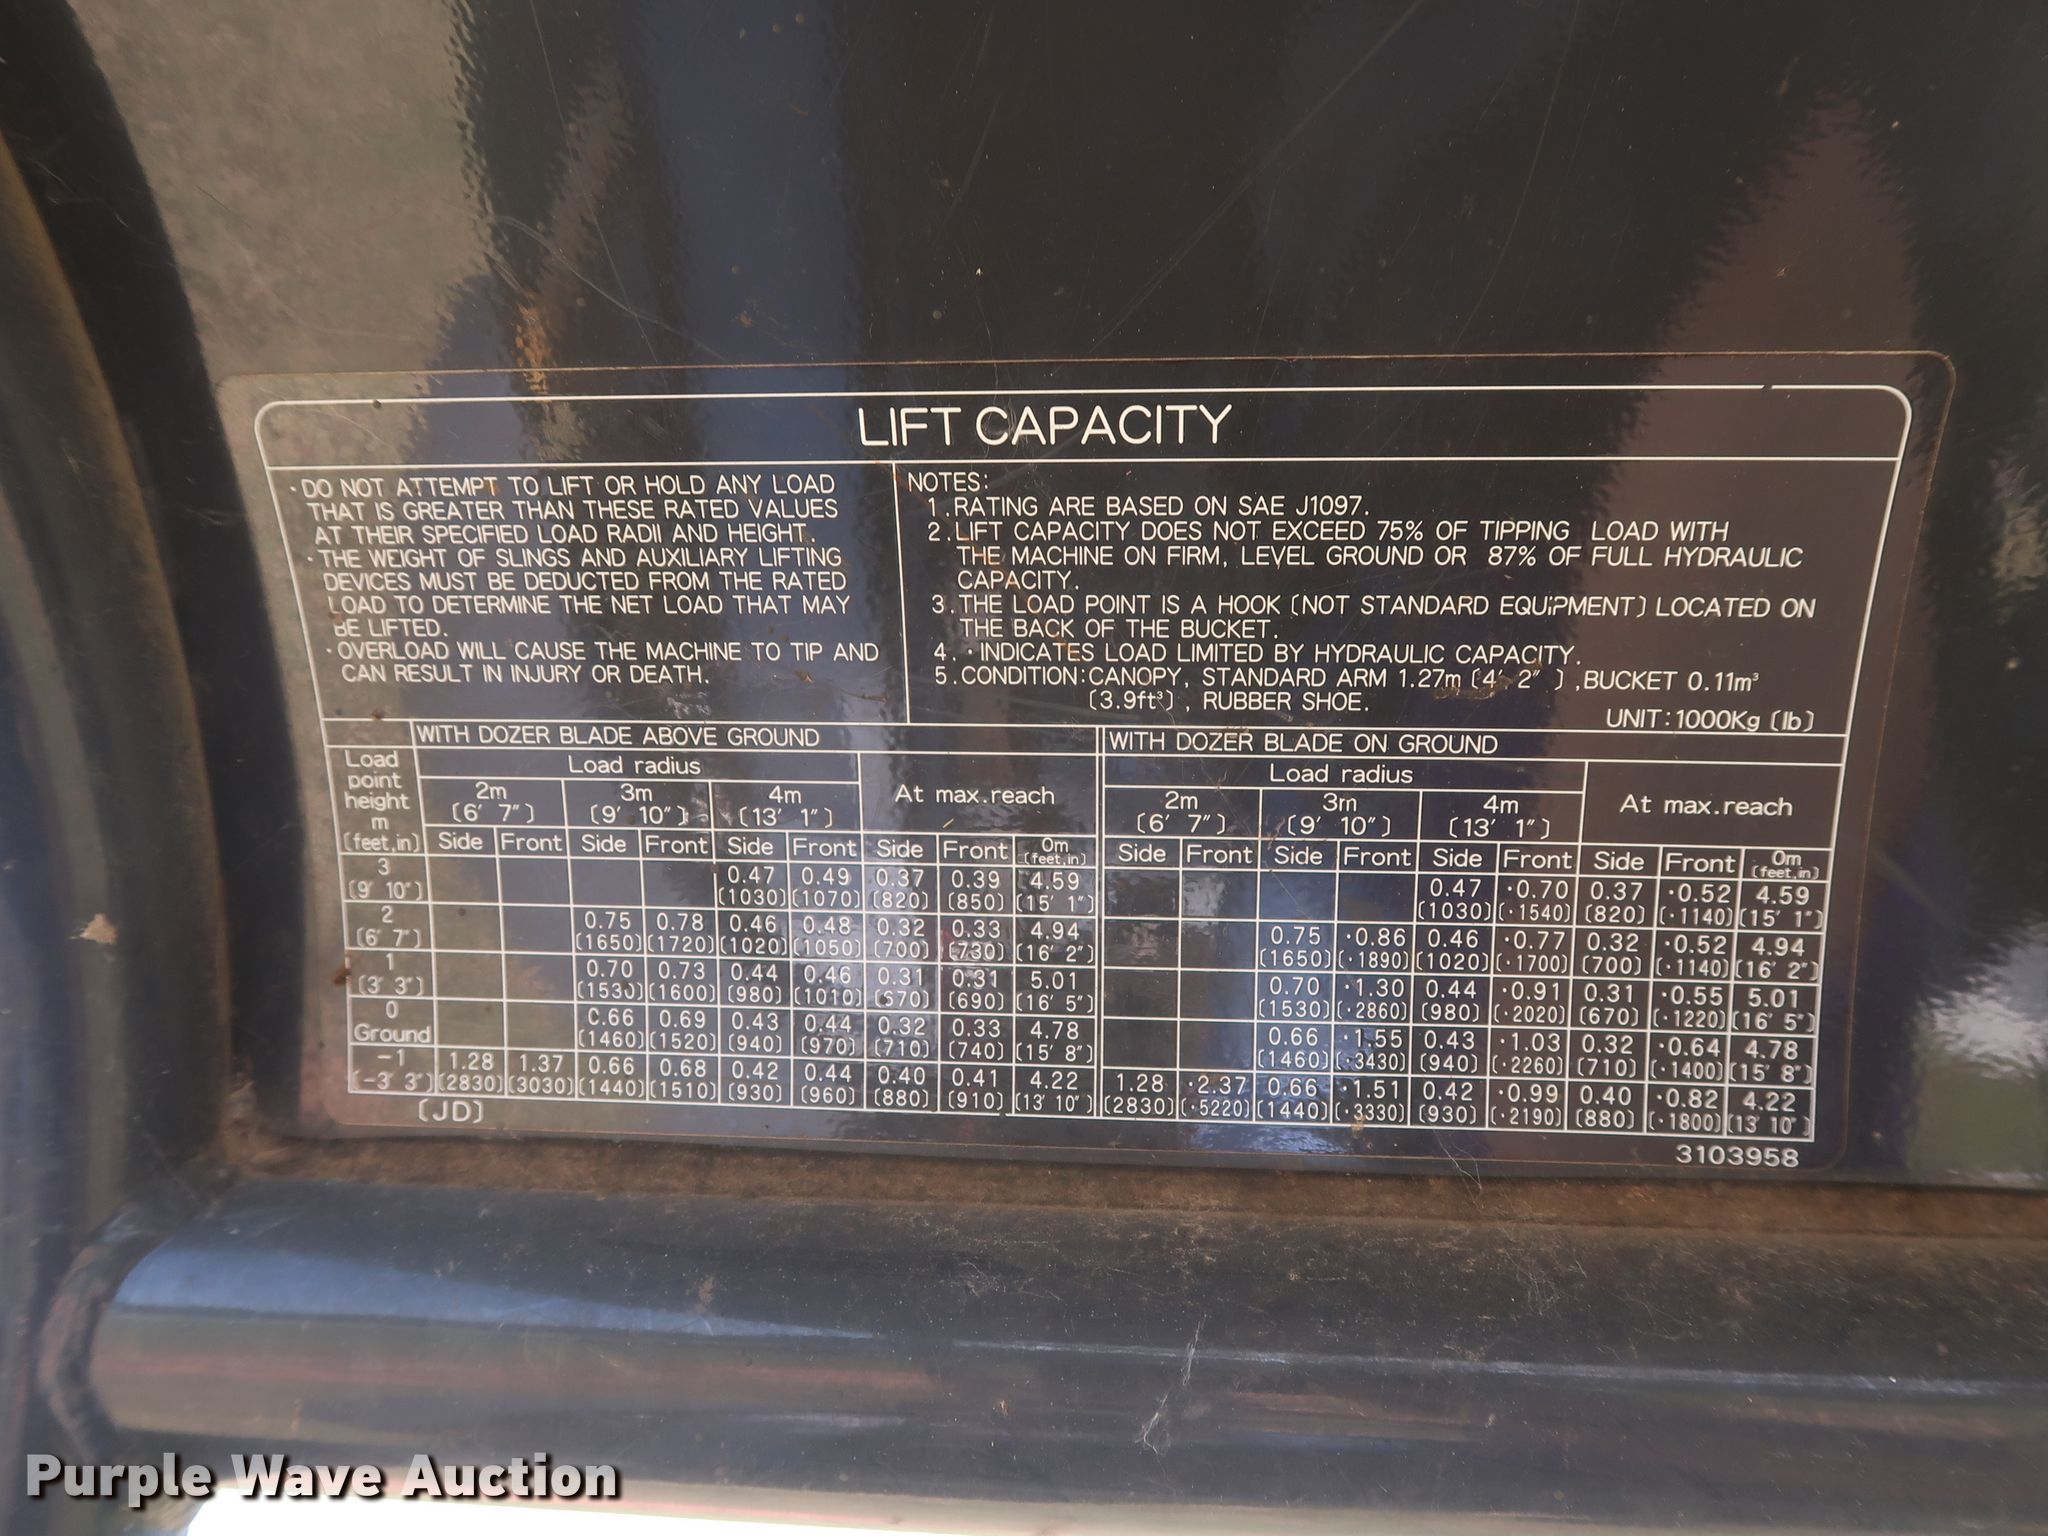 LIFT CAPACITY
·DO NOT ATTEMPT TO LIFT OR HOLD ANY LOAD
THAT IS GREATER THAN THESE RATED VALUES
AT THEIR SPECIFIED LOAD RADII AND HEIGHT.
·THE WEIGHT OF SLINGS AND AUXILIARY LIFTING
DEVICES MUST BE DEDUCTED FROM THE RATED
LOAD TO DETERMINE THE NET LOAD THAT MAY
BE LIFTED.
·OVERLOAD WILL CAUSE THE MACHINE TO TIP AND
CAN RESULT IN INJURY OR DEATH.
NOTES:
1.RATING ARE BASED ON SAE J1097.
2.LIFT CAPACITY DOES NOT EXCEED 75% OF TIPPING LOAD WITH
THE MACHINE ON FIRM, LEVEL GROUND OR 87% OF FULL HYDRAULIC
CAPACITY.
3.THE LOAD POINT IS A HOOK (NOT STANDARD EQUIPMENT) LOCATED ON
THE BACK OF THE BUCKET.
4. ·INDICATES LOAD LIMITED BY HYDRAULIC CAPACITY.
5.CONDITION:CANOPY, STANDARD ARM 1.27m (4' 2" ),BUCKET 0.11m³
(3.9ft³), RUBBER SHOE.
UNIT:1000Kg (lb)
WITH DOZER BLADE ABOVE GROUND WITH DOZER BLADE ON GROUND
Load point height m (feet,in)
Load radius At max.reach Load radius At max.reach
2m 3m 4m 2m 3m 4m
(6' 7") (9' 10") (13' 1") (6' 7") (9' 10") (13' 1")
Side Front Side Front Side Front Side Front 0m (feet,in) Side Front Side Front Side Front Side Front 0m (feet,in)
3 0.47 0.49 0.37 0.39 4.59 0.47 ·0.70 0.37 ·0.52 4.59
(9' 10") (1030) (1070) (820) (850) (15' 1") (1030) (·1540) (820) (·1140) (15' 1")
2 0.75 0.78 0.46 0.48 0.32 0.33 4.94 0.75 ·0.86 0.46 ·0.77 0.32 ·0.52 4.94
(6' 7") (1650) (1720) (1020) (1050) (700) (730) (16' 2") (1650) (·1890) (1020) (·1700) (700) (·1140) (16' 2")
1 0.70 0.73 0.44 0.46 0.31 0.31 5.01 0.70 ·1.30 0.44 ·0.91 0.31 ·0.55 5.01
(3' 3") (1530) (1600) (980) (1010) (670) (690) (16' 5") (1530) (·2860) (980) (·2020) (670) (·1220) (16' 5")
0 0.66 0.69 0.43 0.44 0.32 0.33 4.78 0.66 ·1.55 0.43 ·1.03 0.32 ·0.64 4.78
Ground (1460) (1520) (940) (970) (710) (740) (15' 8") (1460) (·3430) (940) (·2260) (710) (·1400) (15' 8")
-1 1.28 1.37 0.66 0.68 0.42 0.44 0.40 0.41 4.22 1.28 ·2.37 0.66 ·1.51 0.42 ·0.99 0.40 ·0.82 4.22
(-3' 3") (2830) (3030) (1440) (1510) (930) (960) (880) (910) (13' 10") (2830) (·5220) (1440) (·3330) (930) (·2190) (880) (·1800) (13' 10")
(JD)
3103958
Purple Wave Auction